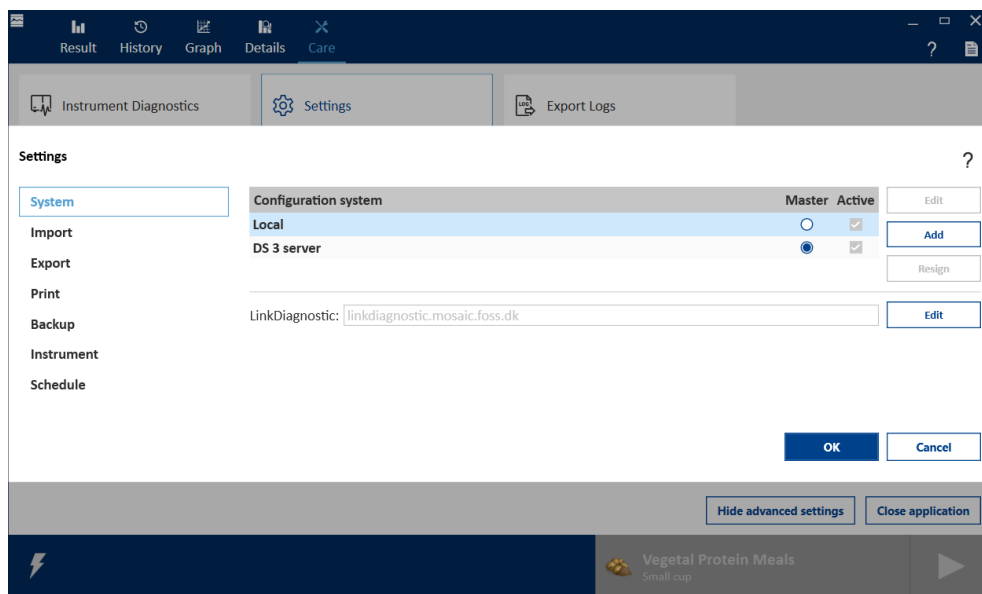 Result History Graph Details Care
?
Instrument Diagnostics Settings LOG Export Logs
Settings ?
System
Import
Export
Print
Backup
Instrument
Schedule
Configuration system Master Active
Local
DS 3 server
Edit
Add
Resign
LinkDiagnostic: linkdiagnostic.mosaic.foss.dk Edit
OK Cancel
Hide advanced settings Close application
Vegetal Protein Meals
Small cup